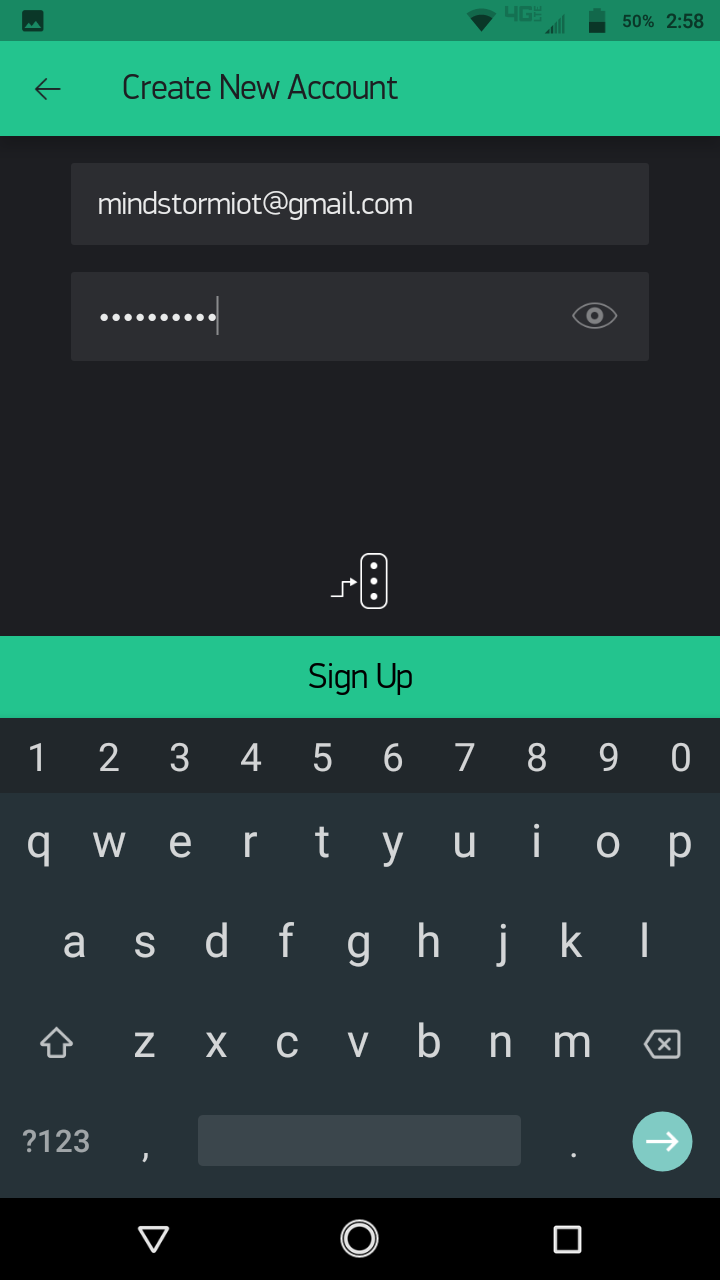 4G 50% 2:58
Create New Account
mindstormiot@gmail.com
••••••••••
Sign Up
1 2 3 4 5 6 7 8 9 0
q w e r t y u i o p
a s d f g h j k l
z x c v b n m
?123 , .